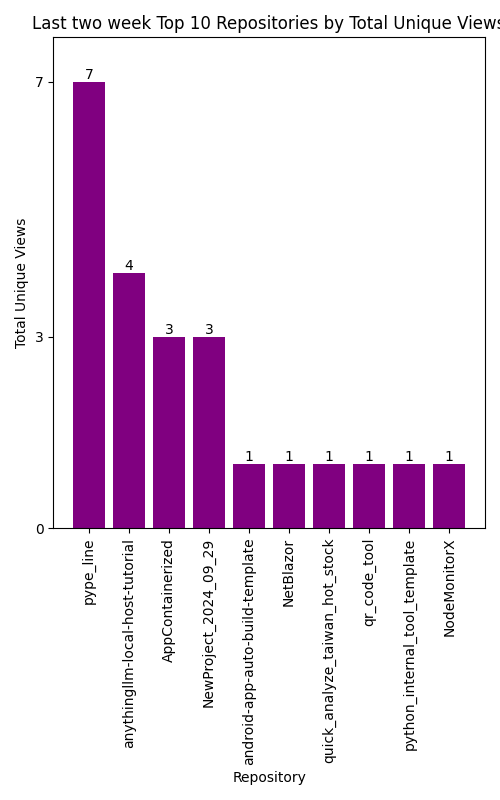 Last two week Top 10 Repositories by Total Unique Views
7
3
0
Total Unique Views
7
4
3
3
1
1
1
1
1
1
pype_line
anythingllm-local-host-tutorial
AppContainerized
NewProject_2024_09_29
android-app-auto-build-template
NetBlazor
quick_analyze_taiwan_hot_stock
qr_code_tool
python_internal_tool_template
NodeMonitorX
Repository